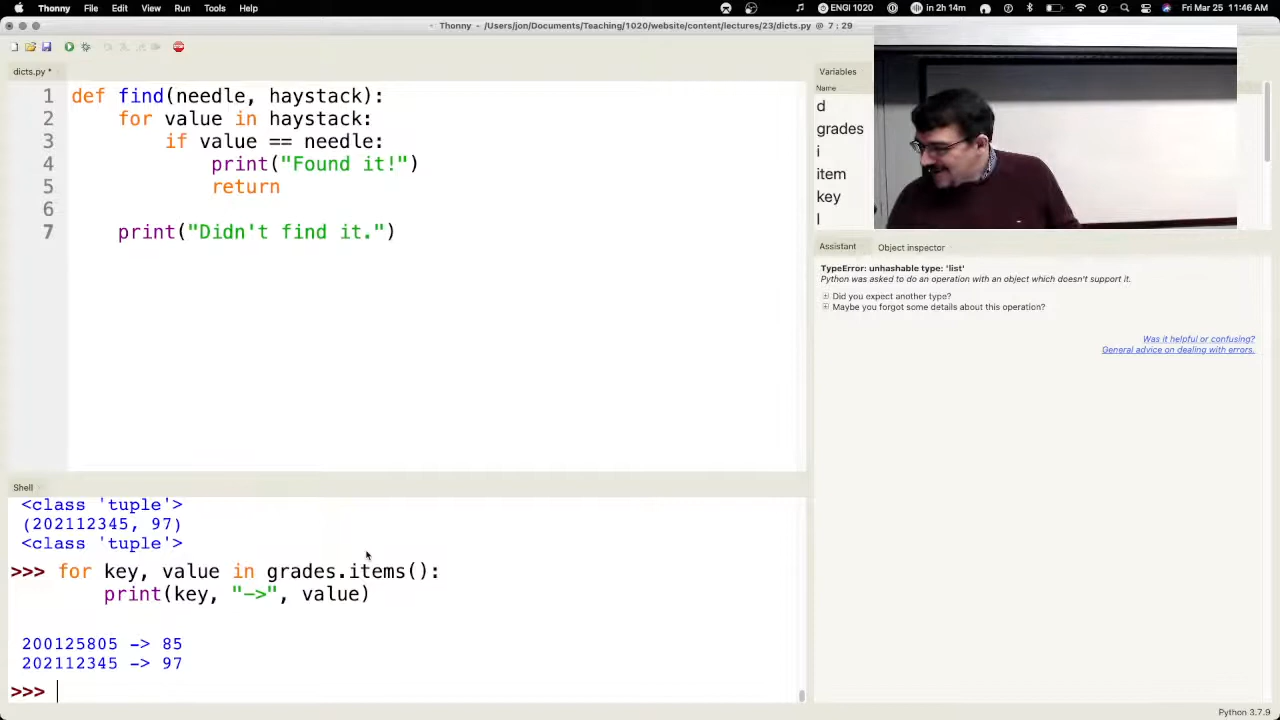 Thonny File Edit View Run Tools Help
ENGI 1020 in 2h 14m
Fri Mar 25 11:46 AM
Thonny - /Users/jon/Documents/Teaching/1020/website/content/lectures/23/dicts.py @ 7 : 29
dicts.py *
1 def find(needle, haystack):
2 for value in haystack:
3 if value == needle:
4 print("Found it!")
5 return
6
7 print("Didn't find it.")
Variables
Name
d
grades
i
item
key
l
Assistant Object inspector
TypeError: unhashable type: 'list'
Python was asked to do an operation with an object which doesn't support it.
Did you expect another type?
Maybe you forgot some details about this operation?
Was it helpful or confusing?
General advice on dealing with errors.
Shell
<class 'tuple'>
(202112345, 97)
<class 'tuple'>
>>> for key, value in grades.items():
print(key, "->", value)
200125805 -> 85
202112345 -> 97
>>>
Python 3.7.9